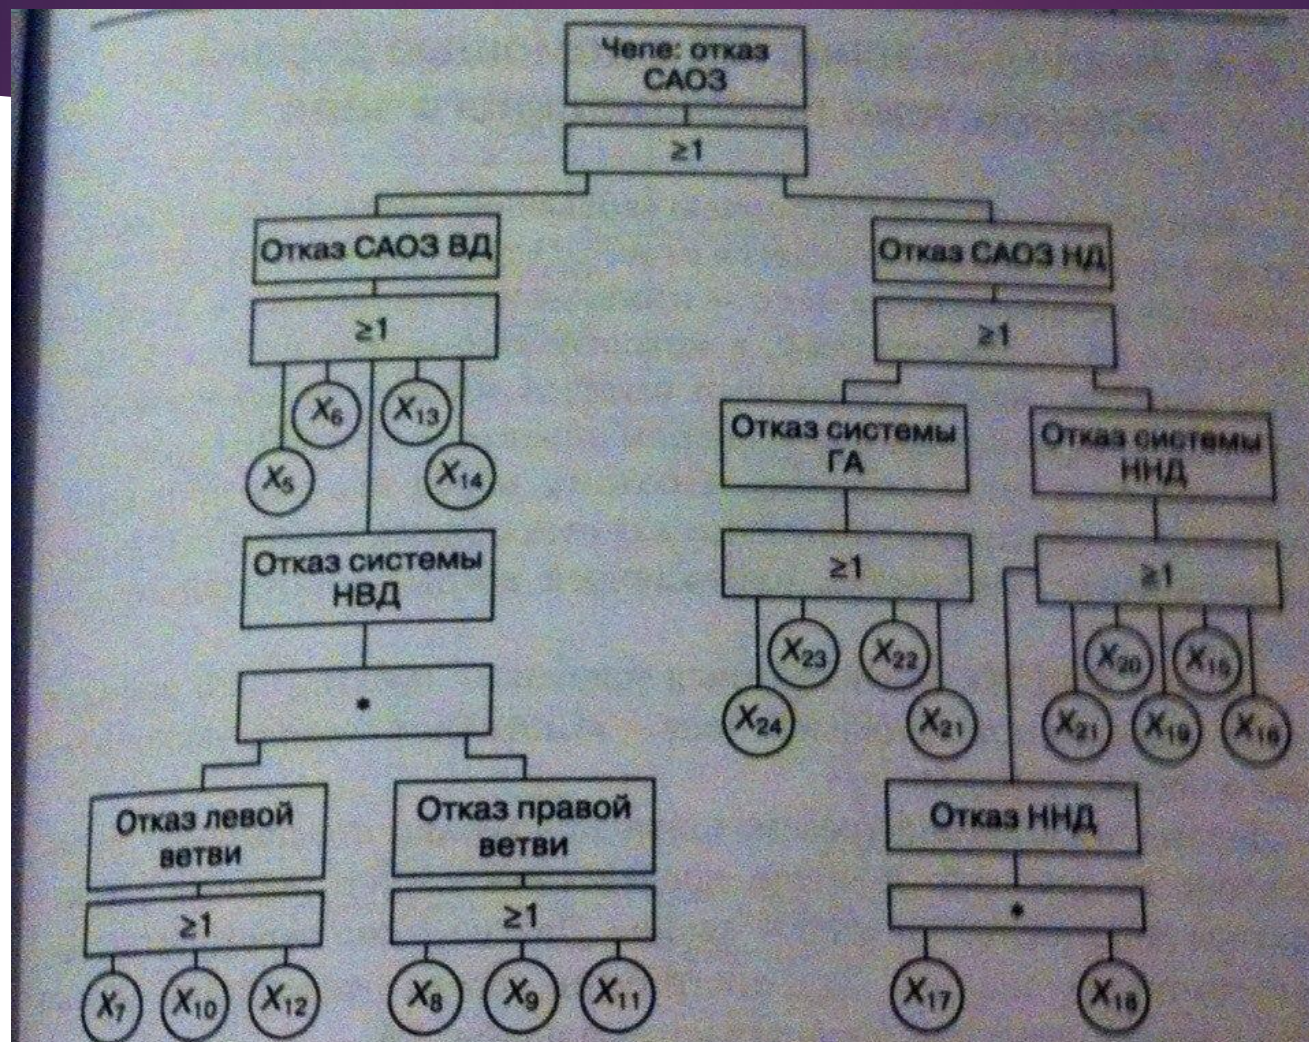 Чепе: отказ
САОЗ
≥1
Отказ САОЗ ВД
Отказ САОЗ НД
≥1
≥1
X₆
X₁₃
X₅
X₁₄
Отказ системы
ГА
Отказ системы
ННД
Отказ системы
НВД
≥1
≥1
X₂₃
X₂₂
X₂₄
X₂₁
X₂₀
X₁₅
X₂₁
X₁₉
X₁₆
*
Отказ левой
ветви
Отказ правой
ветви
Отказ ННД
≥1
≥1
*
X₇
X₁₀
X₁₂
X₈
X₉
X₁₁
X₁₇
X₁₈